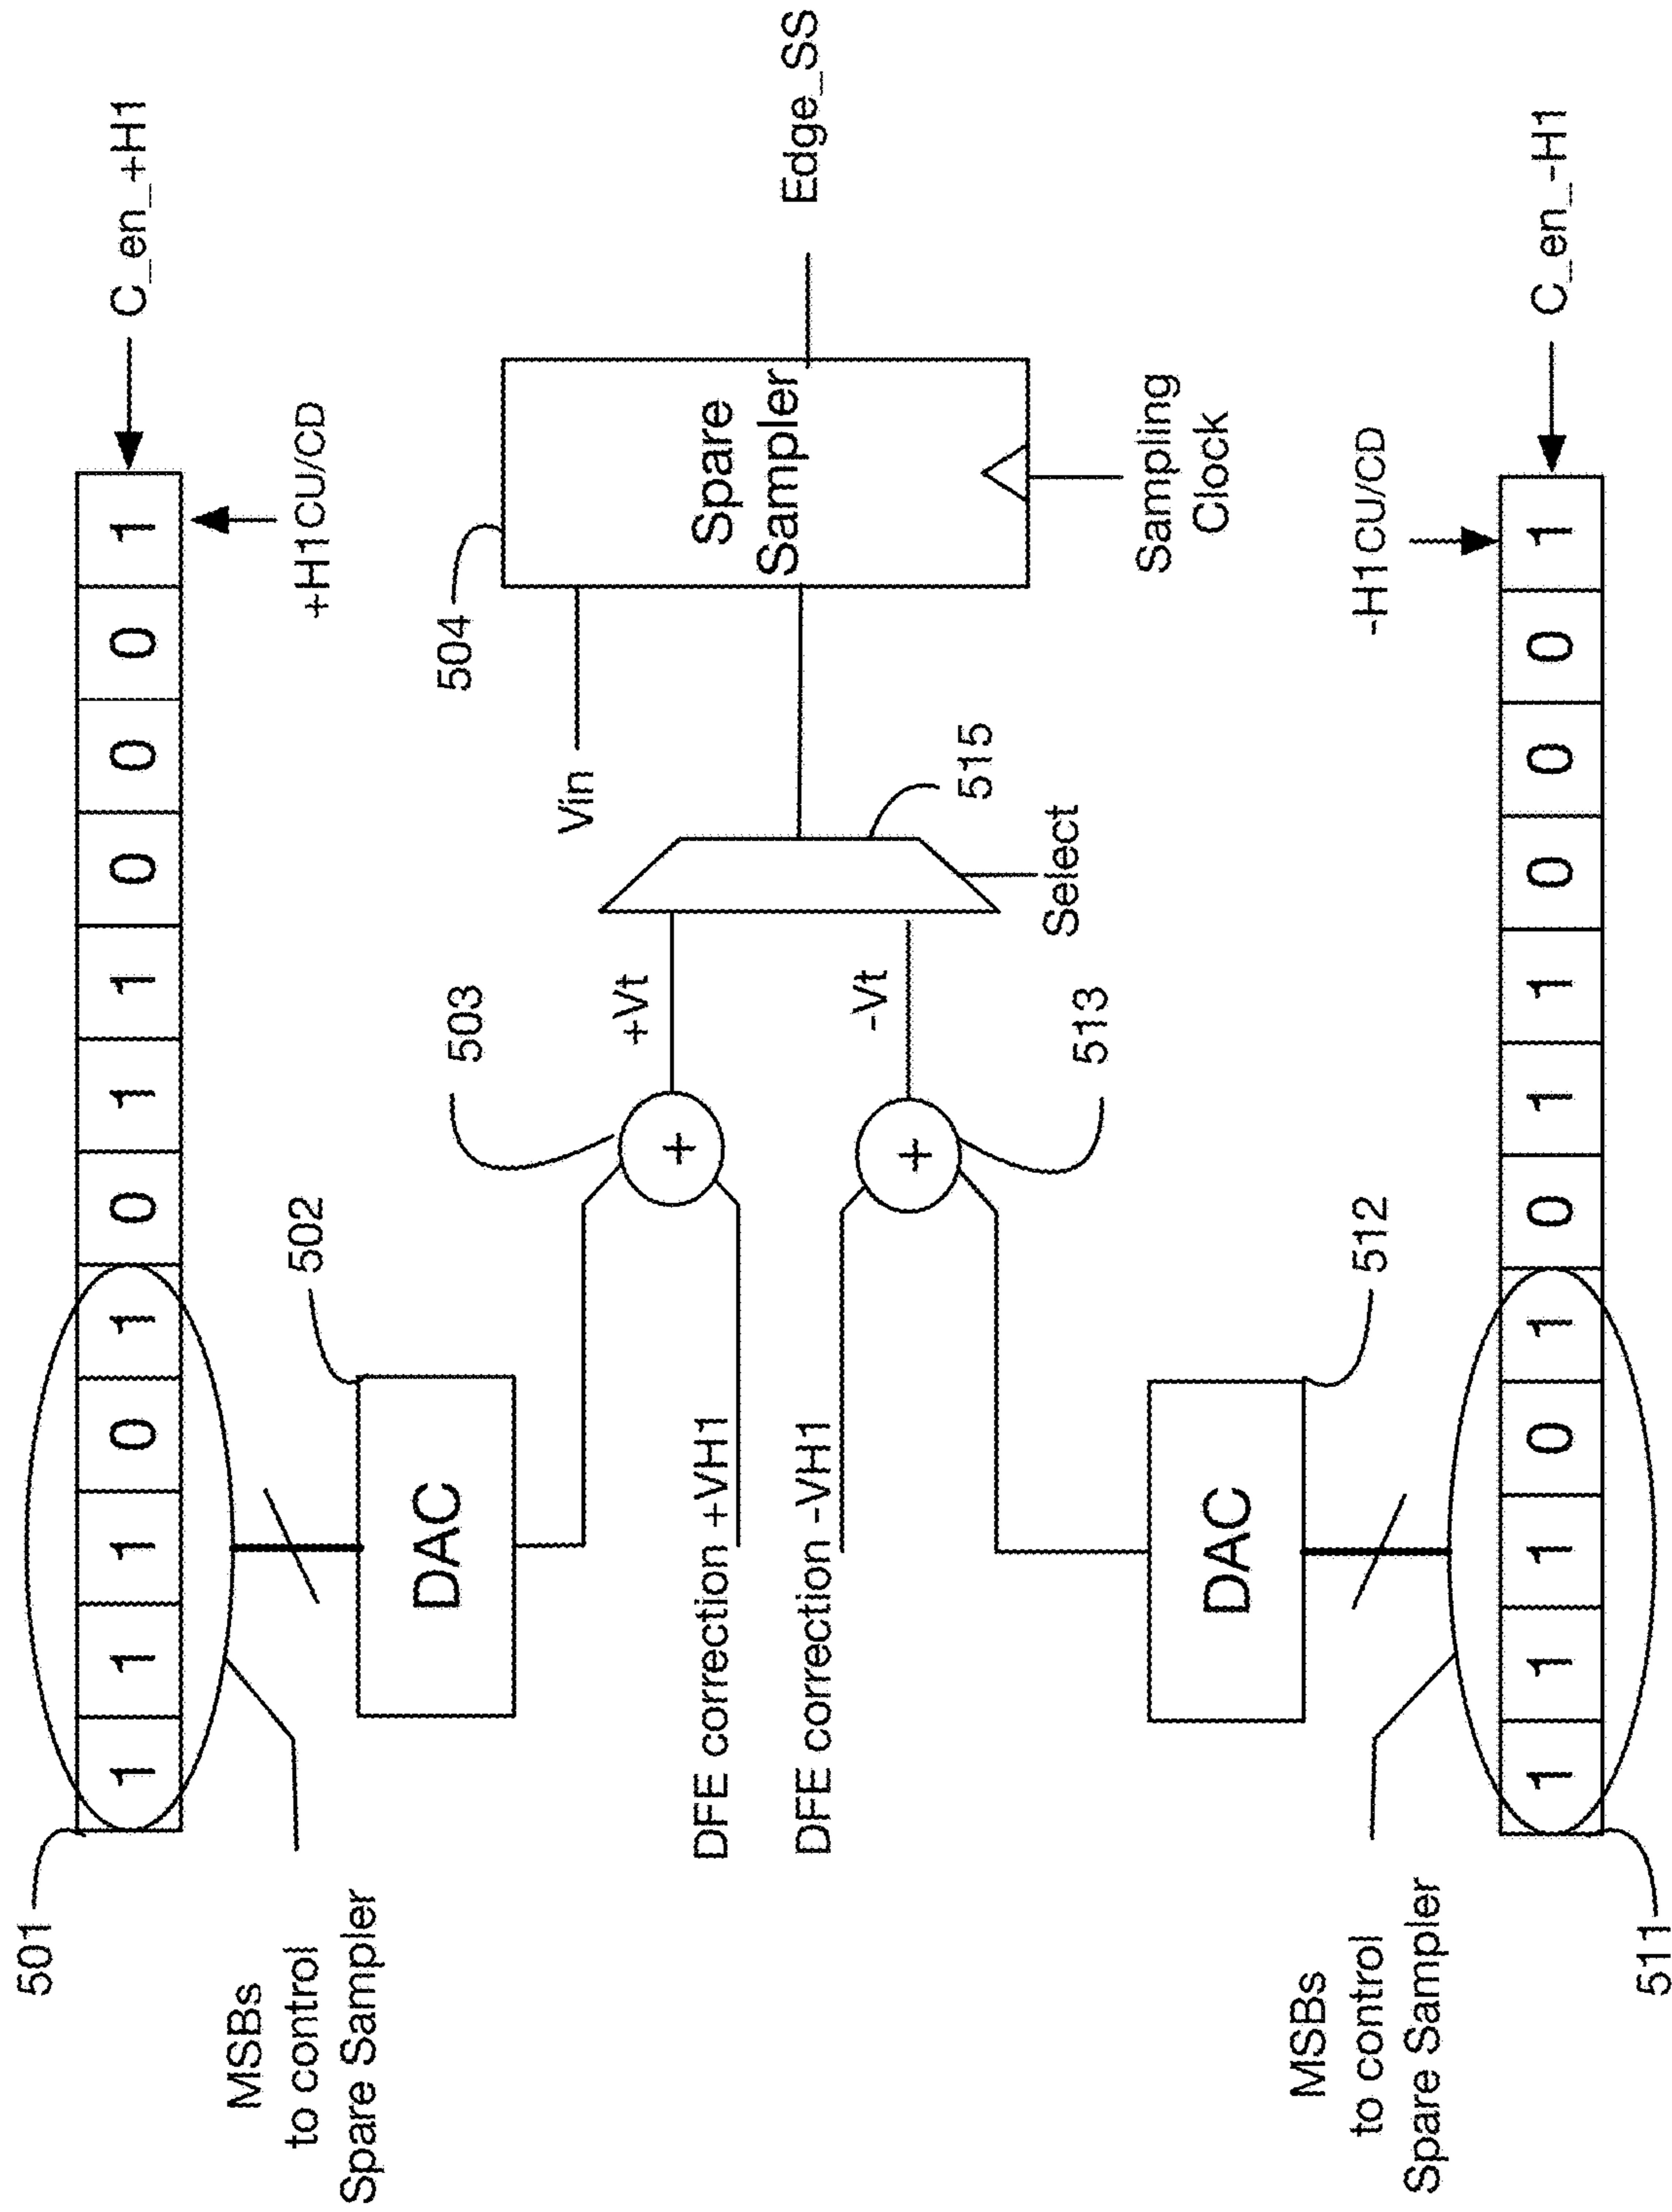 501
1 1 1 0 1 0 1 1 0 0 0 1
C_en_+H1
MSBs
to control
Spare Sampler
502
+H1CU/CD
DAC
503
504
+Vt
Vin
Spare
Sampler
Edge_SS
DFE correction +VH1
+
DFE correction -VH1
+
-Vt
515
Select
513
Sampling
Clock
DAC
512
-H1CU/CD
MSBs
to control
Spare Sampler
1 1 1 0 1 0 1 1 0 0 0 1
C_en_-H1
511